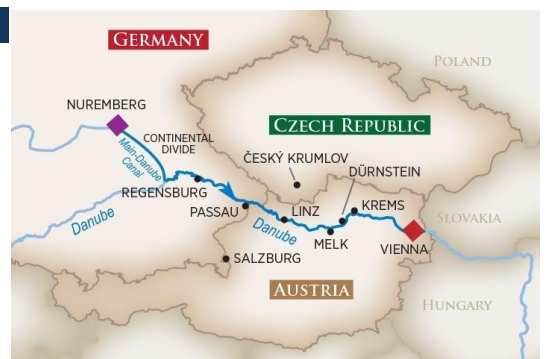 GERMANY
POLAND
NUREMBERG
CONTINENTAL
DIVIDE
Main-Danube
Canal
CZECH REPUBLIC
ČESKÝ KRUMLOV
DÜRNSTEIN
REGENSBURG
KREMS
PASSAU
LINZ
SLOVAKIA
Danube
Danube
MELK
VIENNA
SALZBURG
AUSTRIA
HUNGARY